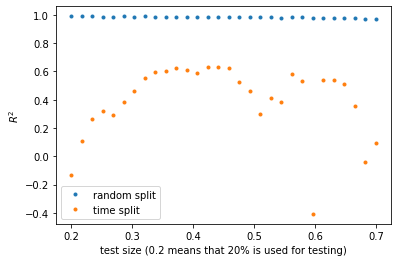 1.0
0.8
0.6
0.4
0.2
0.0
−0.2
−0.4
R²
random split
time split
0.2 0.3 0.4 0.5 0.6 0.7
test size (0.2 means that 20% is used for testing)